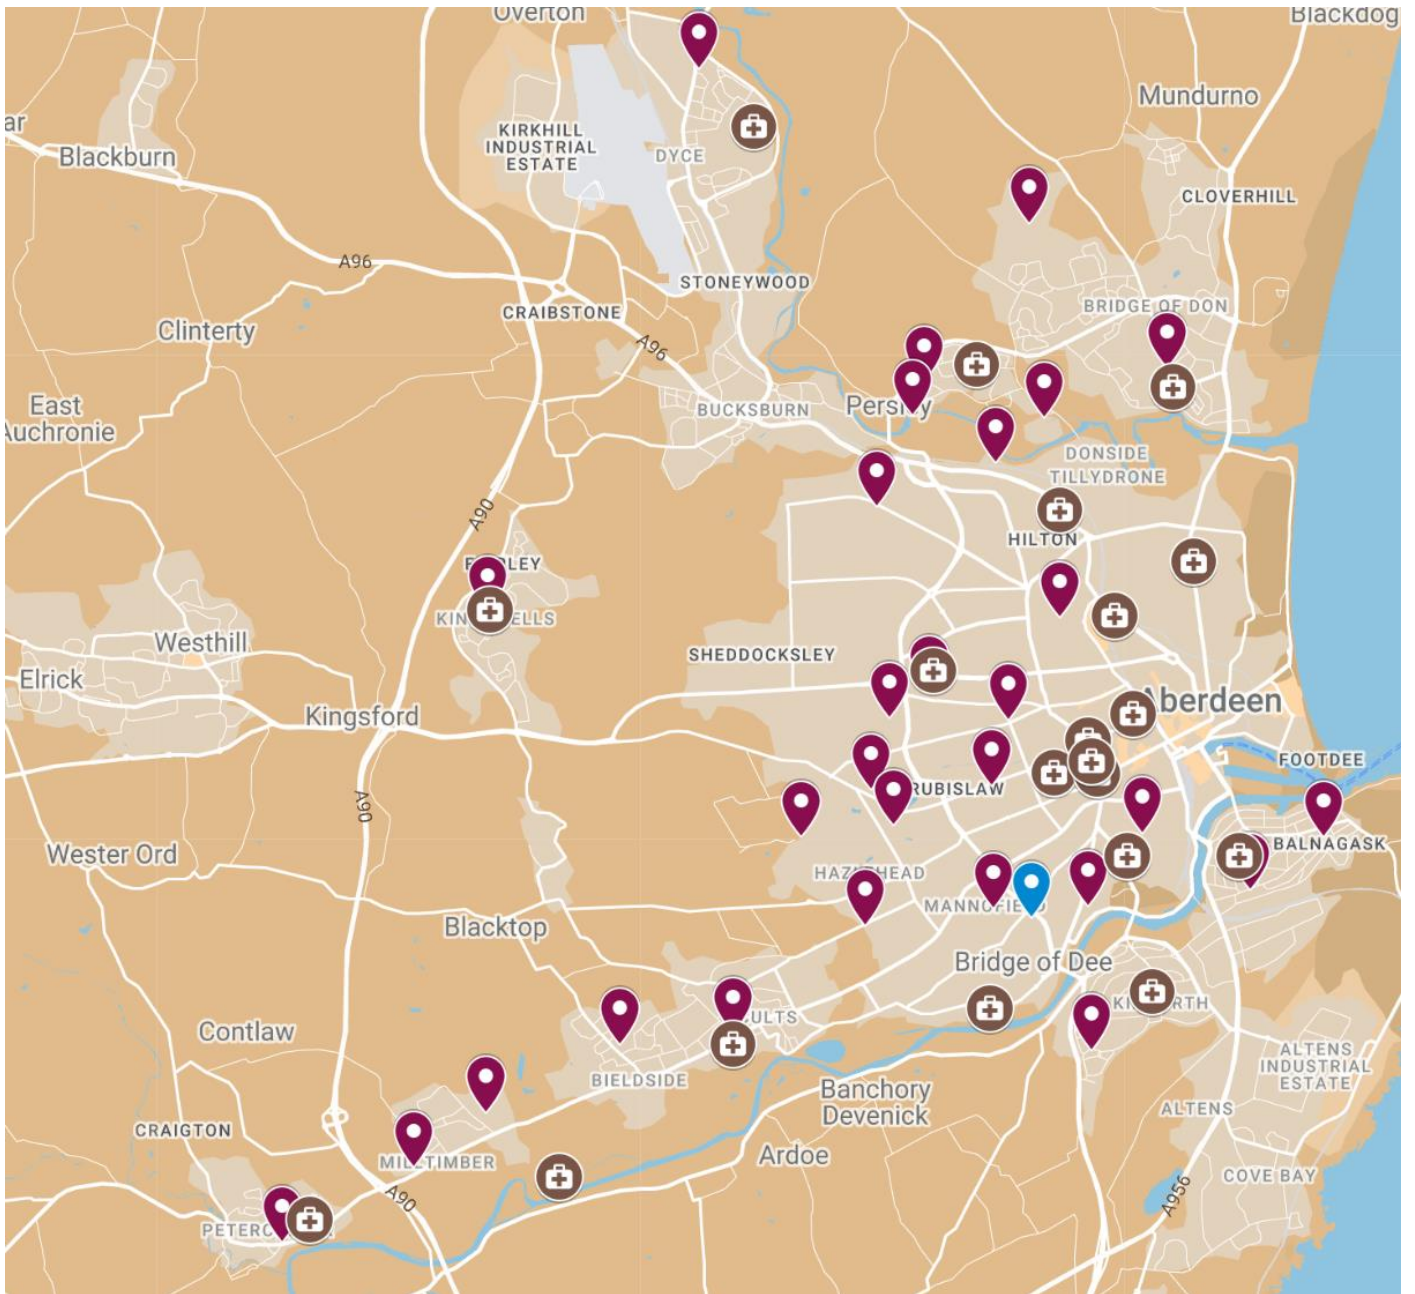 Overton
Blackdog
Mundurno
ar
KIRKHILL
INDUSTRIAL
ESTATE
Blackburn
DYCE
CLOVERHILL
A96
STONEYWOOD
BRIDGE OF DON
CRAIBSTONE
Clinterty
A96
East
Auchronie
BUCKSBURN
DONSIDE
TILLYDRONE
A90
HILTON
Westhill
SHEDDOCKSLEY
Elrick
Kingsford
Aberdeen
FOOTDEE
RUBISLAW
A90
Wester Ord
BALNAGASK
Blacktop
Bridge of Dee
Contlaw
BIELDSIDE
ALTENS
INDUSTRIAL
ESTATE
Banchory
Devenick
ALTENS
CRAIGTON
Ardoe
COVE BAY
A90
A956